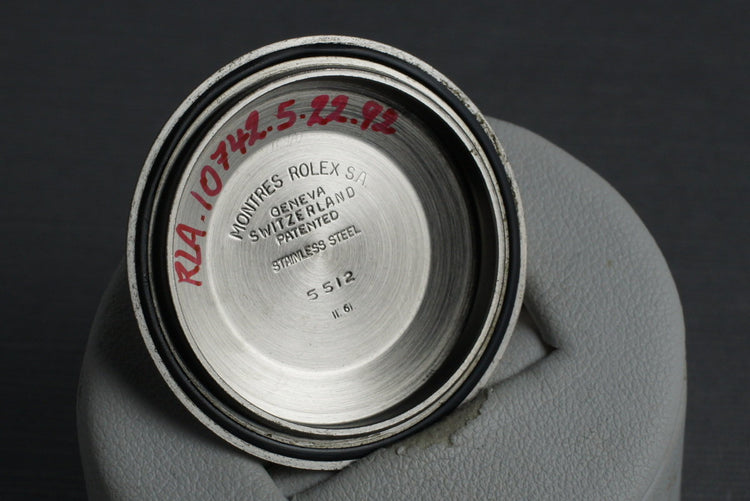 RLA.10742.5.22.92
MONTRES ROLEX S.A.
GENEVA
SWITZERLAND
PATENTED
STAINLESS STEEL
5512
II. 61